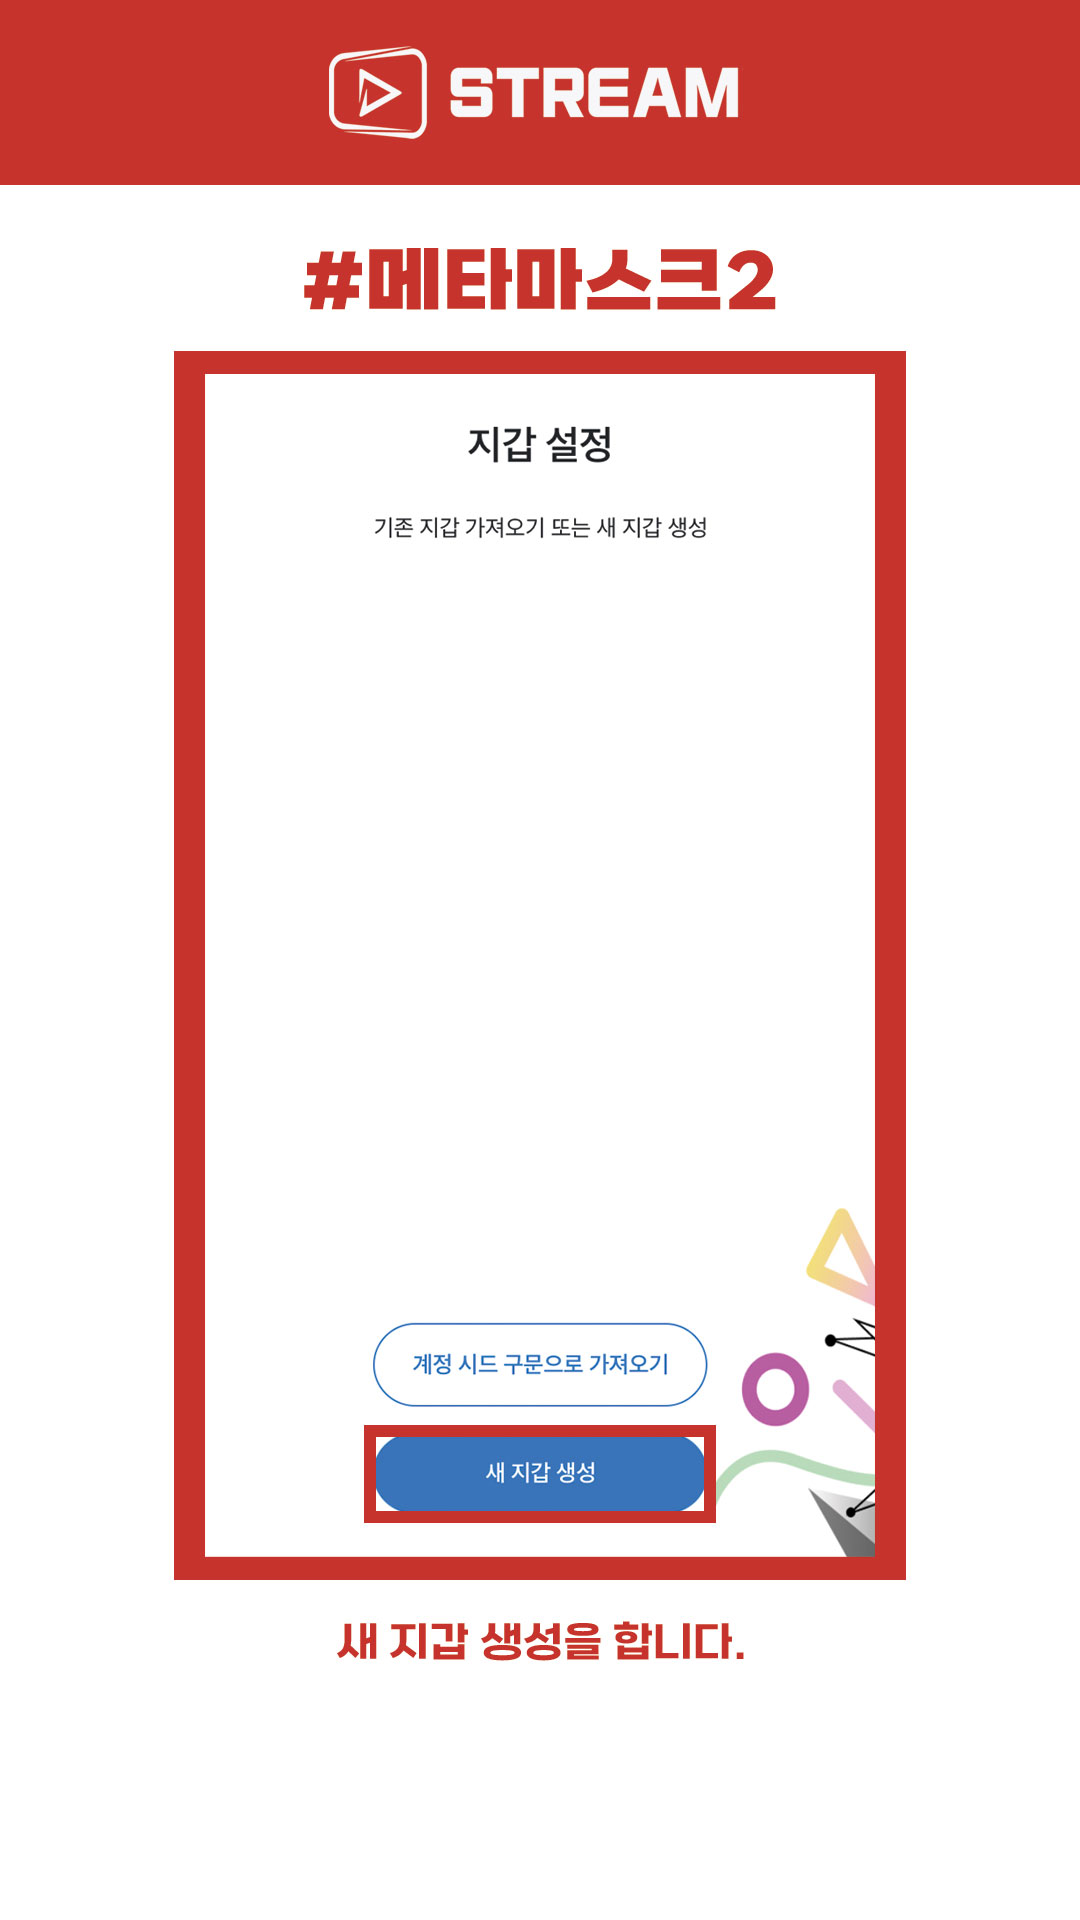 STREAM
#메타마스크2
지갑 설정
기존 지갑 가져오기 또는 새 지갑 생성
계정 시드 구문으로 가져오기
새 지갑 생성
새 지갑 생성을 합니다.